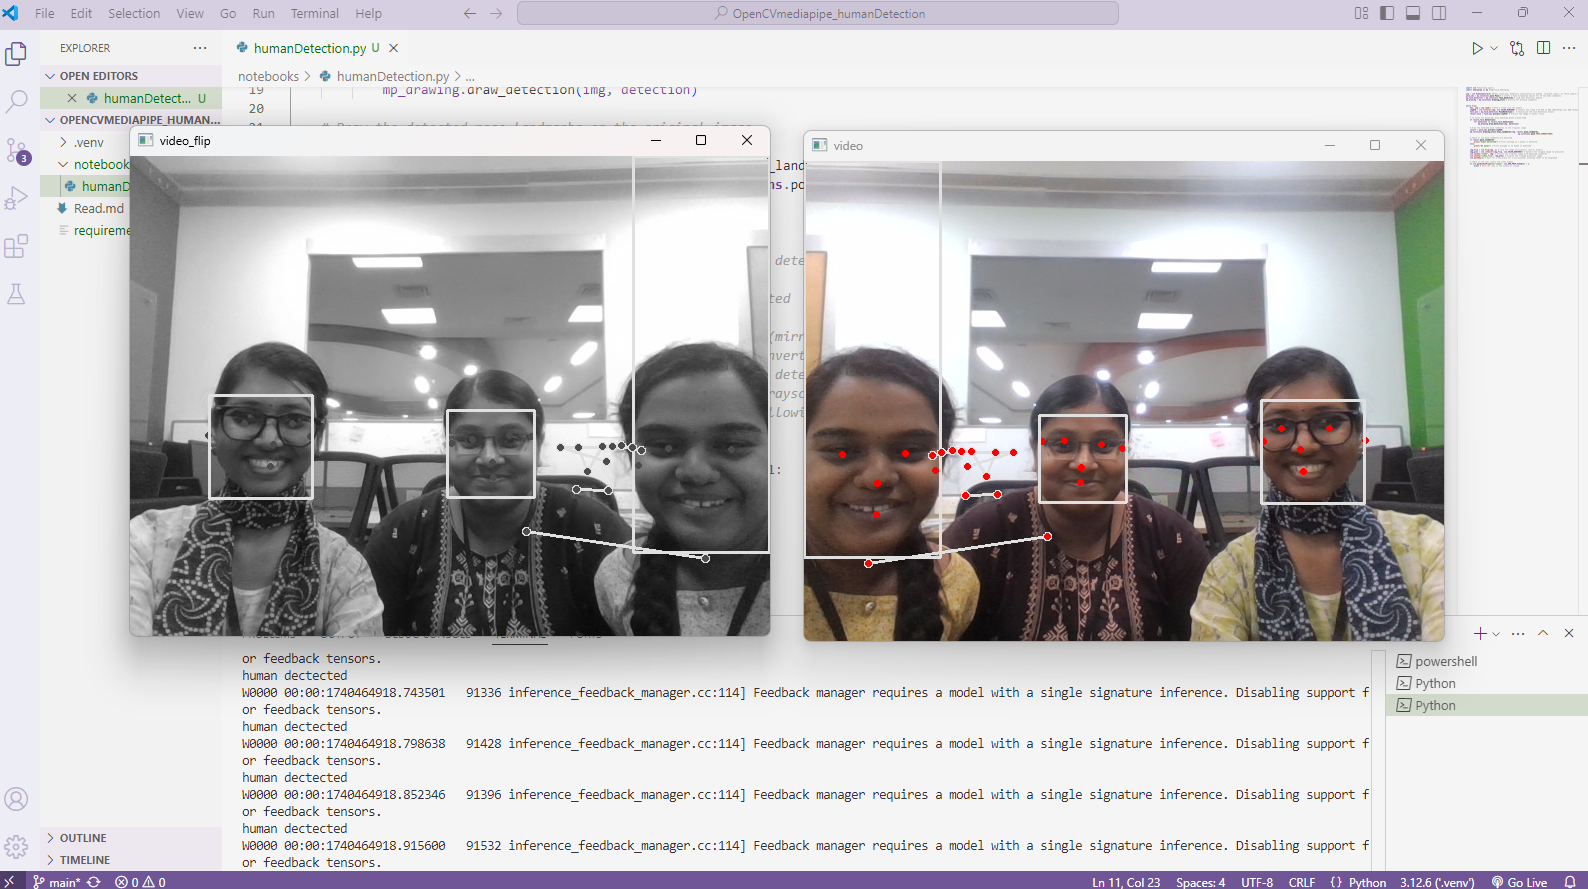 File Edit Selection View Go Run Terminal Help
OpenCVmediapipe_humanDetection
EXPLORER
humanDetection.py U
OPEN EDITORS
notebooks > humanDetection.py > ...
humanDetect... U
19 mp_drawing.draw_detection(img, detection)
20
OPENCVMEDIAPIPE_HUMAN...
.venv
notebook
humanD
Read.md
requireme
video_flip
video
_land
ns.po
dete
ted
(mirr
nvert
dete
raysc
llowi
l:
or feedback tensors.
human dectected
W0000 00:00:1740464918.743501 91336 inference_feedback_manager.cc:114] Feedback manager requires a model with a single signature inference. Disabling support f
or feedback tensors.
human dectected
W0000 00:00:1740464918.798638 91428 inference_feedback_manager.cc:114] Feedback manager requires a model with a single signature inference. Disabling support f
or feedback tensors.
human dectected
W0000 00:00:1740464918.852346 91396 inference_feedback_manager.cc:114] Feedback manager requires a model with a single signature inference. Disabling support f
or feedback tensors.
human dectected
W0000 00:00:1740464918.915600 91532 inference_feedback_manager.cc:114] Feedback manager requires a model with a single signature inference. Disabling support f
or feedback tensors.
powershell
Python
Python
3
OUTLINE
TIMELINE
main* 0 0
Ln 11, Col 23 Spaces: 4 UTF-8 CRLF {} Python 3.12.6 ('.venv') Go Live